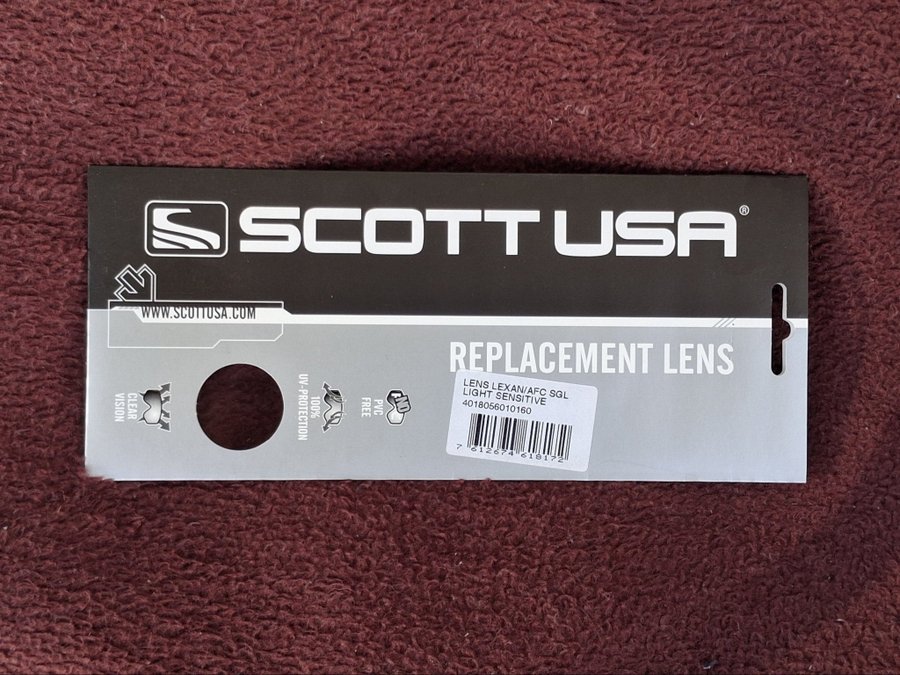 SCOTT USA®
WWW.SCOTTUSA.COM
REPLACEMENT LENS
CLEAR
VISION
100%
UV-PROTECTION
PVC
FREE
LENS LEXAN/AFC SGL
LIGHT SENSITIVE
4018056010160
7 612674 618172